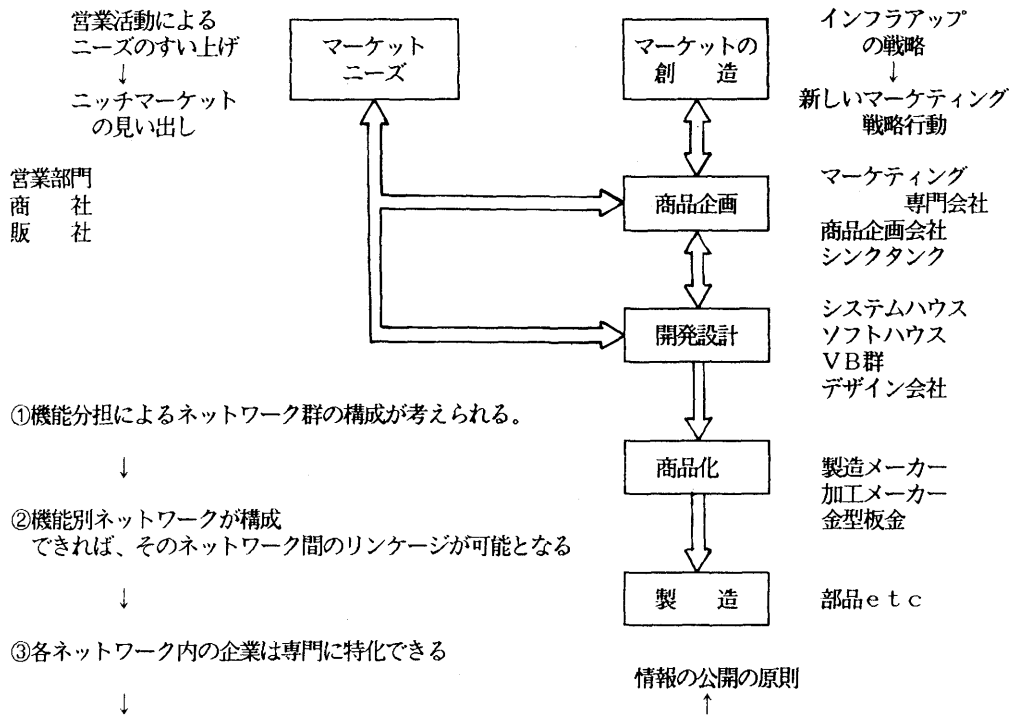 営業活動による
ニーズのすい上げ
↓
ニッチマーケット
の見い出し
マーケット
ニーズ
マーケットの
創　造
インフラアップ
の戦略
↓
新しいマーケティング
戦略行動
営業部門
商　社
販　社
商品企画
マーケティング
専門会社
商品企画会社
シンクタンク
開発設計
システムハウス
ソフトハウス
ＶＢ群
デザイン会社
①機能分担によるネットワーク群の構成が考えられる。
↓
商品化
製造メーカー
加工メーカー
金型板金
②機能別ネットワークが構成
できれば、そのネットワーク間のリンケージが可能となる
↓
製　造
部品ｅｔｃ
③各ネットワーク内の企業は専門に特化できる
↓
情報の公開の原則
↑